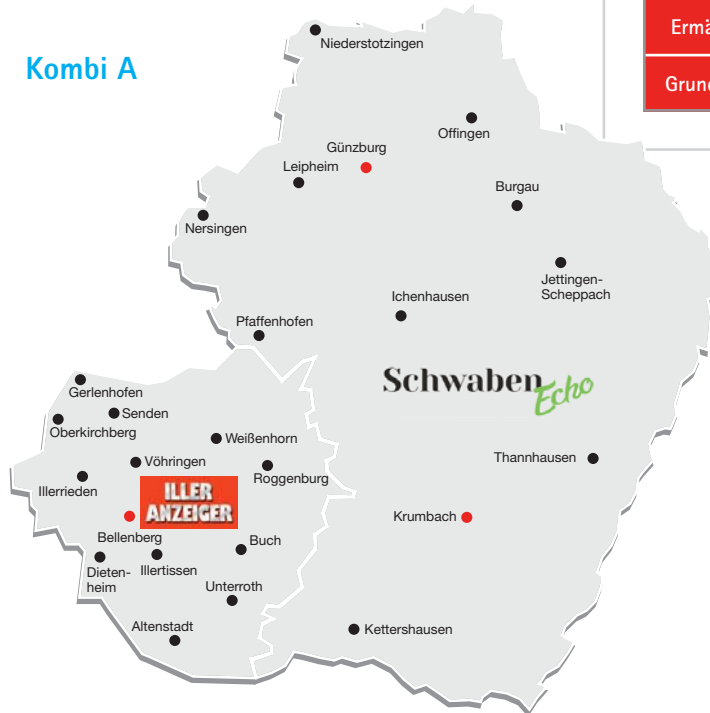 Kombi A
Niederstotzingen
Offingen
Günzburg
Leipheim
Burgau
Nersingen
Jettingen-
Scheppach
Ichenhausen
Pfaffenhofen
Schwaben
Echo
Gerlenhofen
Senden
Oberkirchberg
Weißenhorn
Vöhringen
Roggenburg
Illerrieden
Thannhausen
ILLER
ANZEIGER
Krumbach
Bellenberg
Buch
Illertissen
Dieten-
heim
Unterroth
Altenstadt
Kettershausen